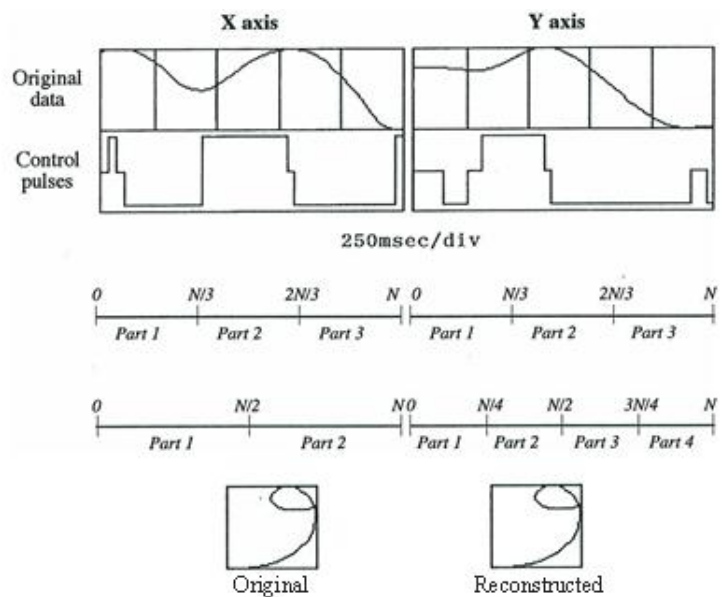 X axis Y axis
Original data
Control pulses
250msec/div
0 N/3 2N/3 N 0 N/3 2N/3 N
Part 1 Part 2 Part 3 Part 1 Part 2 Part 3
0 N/2 N 0 N/4 N/2 3N/4 N
Part 1 Part 2 Part 1 Part 2 Part 3 Part 4
Original Reconstructed